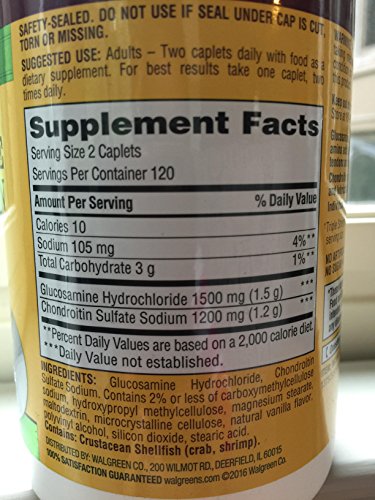 SAFETY-SEALED. DO NOT USE IF SEAL UNDER CAP IS CUT,
TORN OR MISSING.
SUGGESTED USE: Adults – Two caplets daily with food as a
dietary supplement. For best results take one caplet, two
times daily.
Supplement Facts
Serving Size 2 Caplets
Servings Per Container 120
Amount Per Serving % Daily Value
Calories 10
Sodium 105 mg 4%**
Total Carbohydrate 3 g 1%**
Glucosamine Hydrochloride 1500 mg (1.5 g) ***
Chondroitin Sulfate Sodium 1200 mg (1.2 g) ***
**Percent Daily Values are based on a 2,000 calorie diet.
***Daily Value not established.
INGREDIENTS: Glucosamine Hydrochloride, Chondroitin
Sulfate Sodium. Contains 2% or less of carboxymethylcellulose
sodium, hydroxypropyl methylcellulose, magnesium stearate,
maltodextrin, microcrystalline cellulose, natural vanilla flavor,
polyvinyl alcohol, silicon dioxide, stearic acid.
Contains: Crustacean Shellfish (crab, shrimp).
DISTRIBUTED BY: WALGREEN CO., 200 WILMOT RD., DEERFIELD, IL 60015
100% SATISFACTION GUARANTEED walgreens.com ©2016 Walgreen Co.